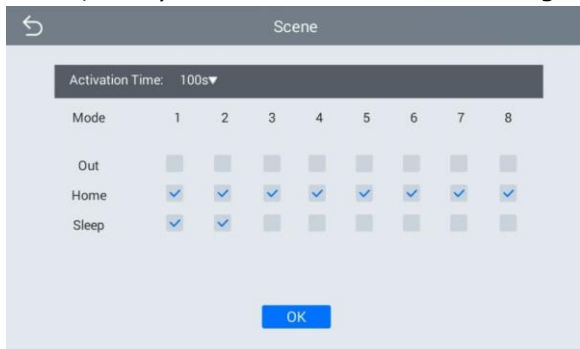 Scene
Activation Time: 100s▼
Mode 1 2 3 4 5 6 7 8
Out
Home
Sleep
OK